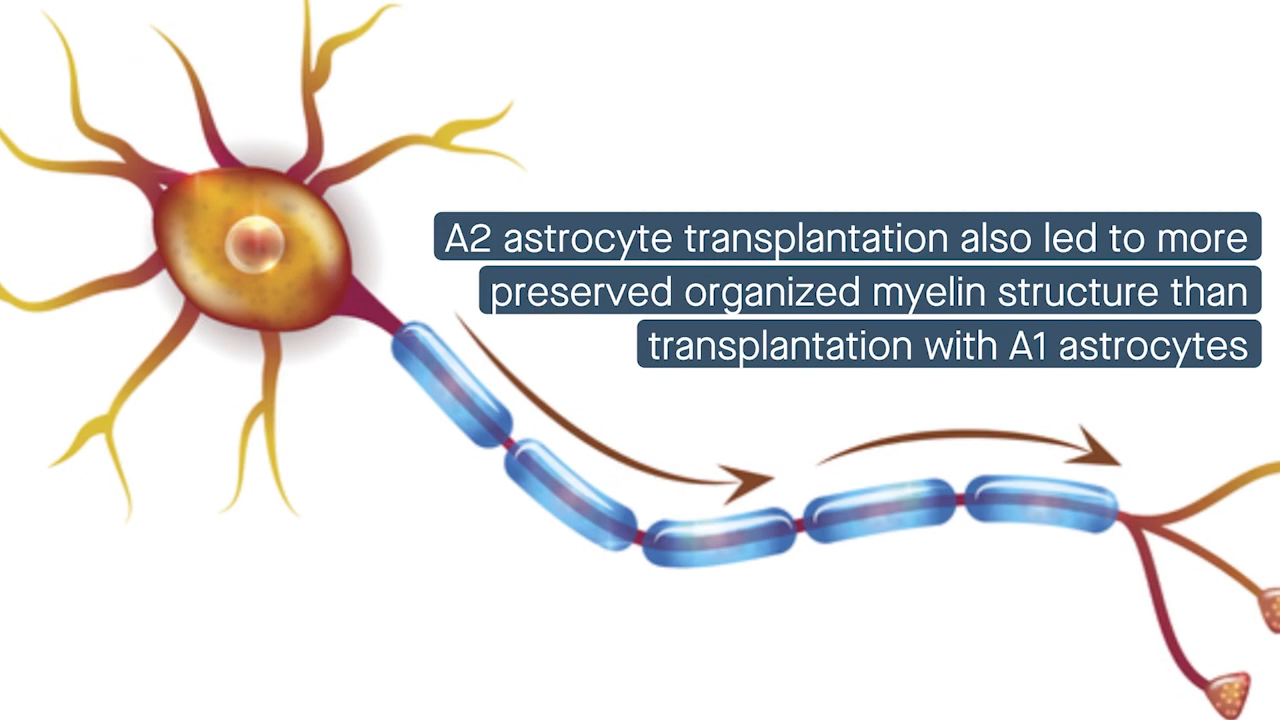 A2 astrocyte transplantation also led to more
preserved organized myelin structure than
transplantation with A1 astrocytes